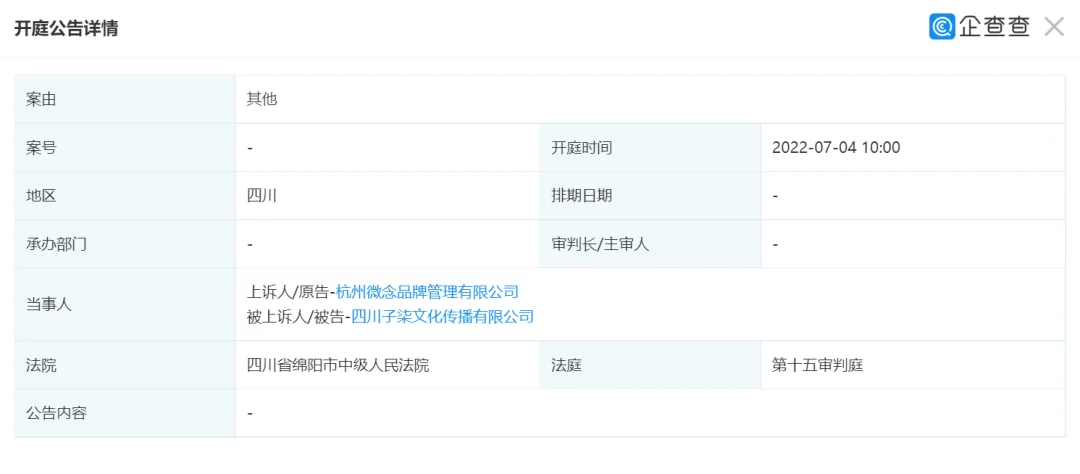 开庭公告详情
企查查
案由 其他
案号 - 开庭时间 2022-07-04 10:00
地区 四川 排期日期 -
承办部门 - 审判长/主审人 -
当事人 上诉人/原告-杭州微念品牌管理有限公司
被上诉人/被告-四川子柒文化传播有限公司
法院 四川省绵阳市中级人民法院 法庭 第十五审判庭
公告内容 -